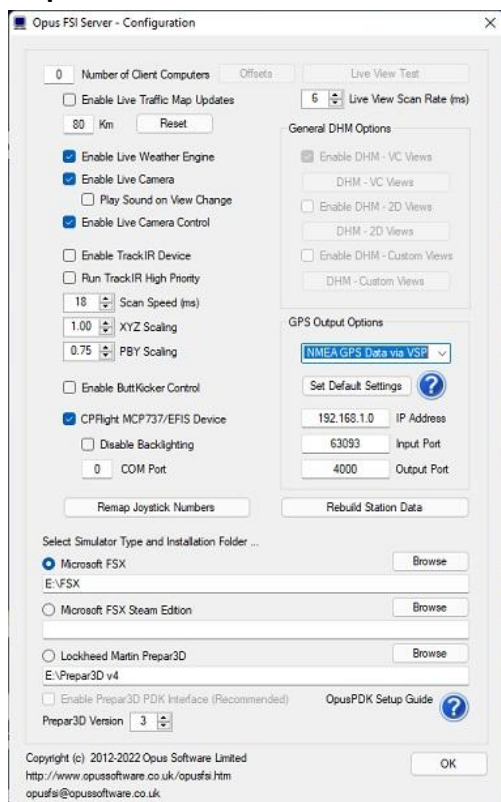 Opus FSI Server - Configuration
0 Number of Client Computers Offsets Live View Test
Enable Live Traffic Map Updates 6 Live View Scan Rate (ms)
80 Km Reset
General DHM Options
Enable Live Weather Engine Enable DHM - VC Views
Enable Live Camera DHM - VC Views
Play Sound on View Change Enable DHM - 2D Views
Enable Live Camera Control DHM - 2D Views
Enable TrackIR Device Enable DHM - Custom Views
Run TrackIR High Priority DHM - Custom Views
18 Scan Speed (ms)
1.00 XYZ Scaling GPS Output Options
0.75 PBY Scaling NMEA GPS Data via VSP
Enable ButtKicker Control Set Default Settings ?
CPFlight MCP737/EFIS Device 192.168.1.0 IP Address
Disable Backlighting 63093 Input Port
0 COM Port 4000 Output Port
Remap Joystick Numbers Rebuild Station Data
Select Simulator Type and Installation Folder ...
Microsoft FSX Browse
E:\FSX
Microsoft FSX Steam Edition Browse
Lockheed Martin Prepar3D Browse
E:\Prepar3D v4
Enable Prepar3D PDK Interface (Recommended) OpusPDK Setup Guide ?
Prepar3D Version 3
Copyright (c) 2012-2022 Opus Software Limited OK
http://www.opussoftware.co.uk/opusfsi.htm
opusfsi@opussoftware.co.uk